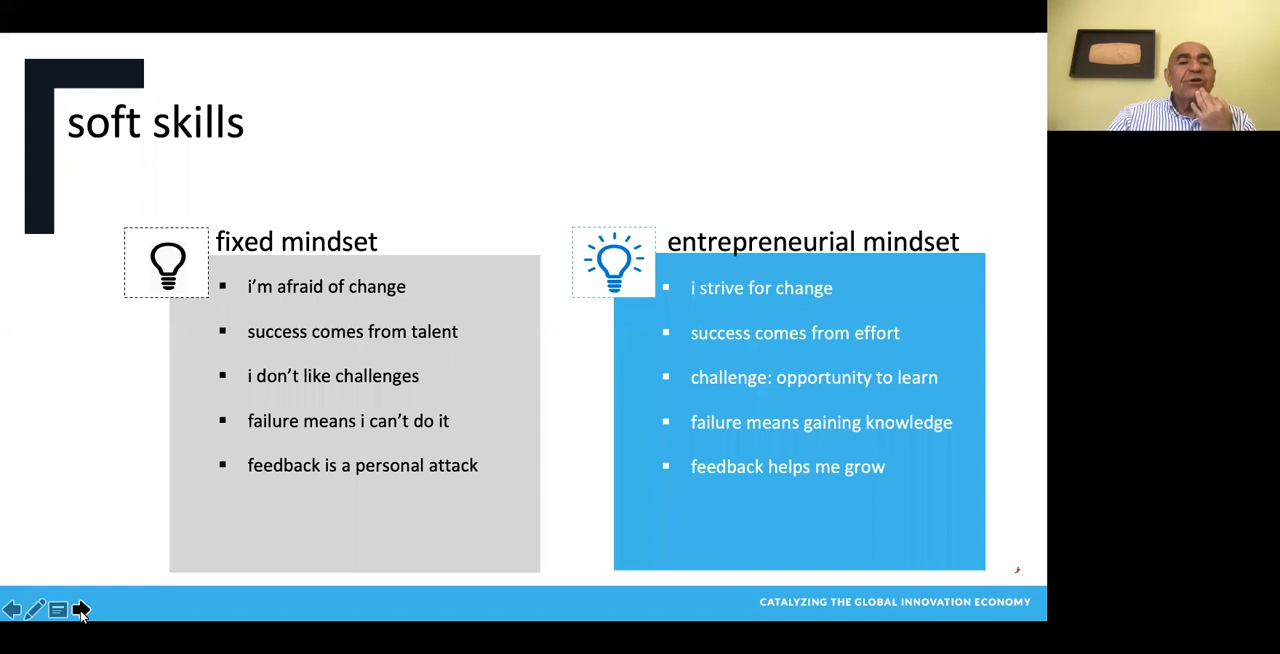 soft skills
fixed mindset
i'm afraid of change
success comes from talent
i don't like challenges
failure means i can't do it
feedback is a personal attack
entrepreneurial mindset
i strive for change
success comes from effort
challenge: opportunity to learn
failure means gaining knowledge
feedback helps me grow
CATALYZING THE GLOBAL INNOVATION ECONOMY